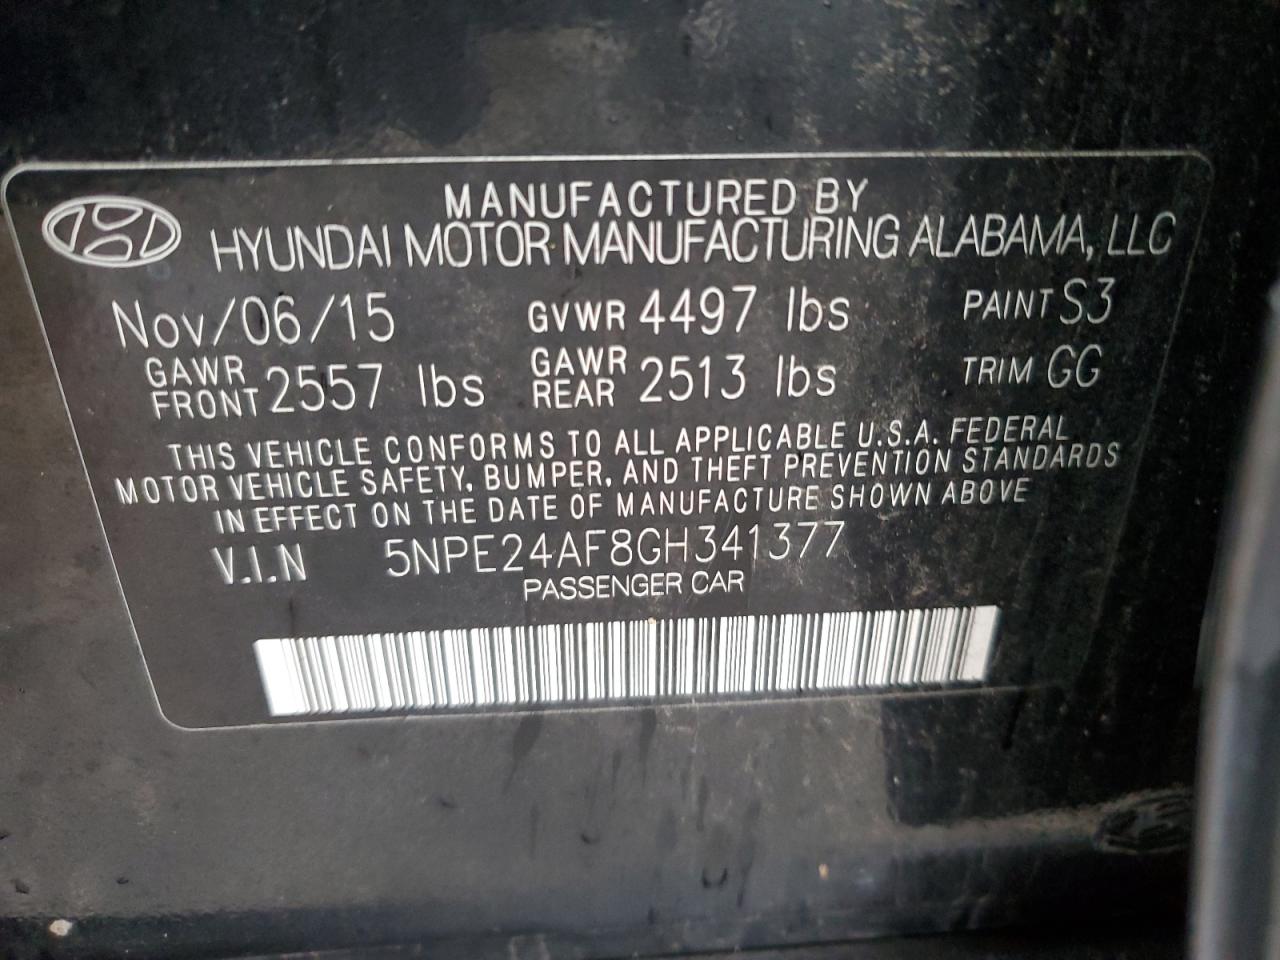 MANUFACTURED BY
HYUNDAI MOTOR MANUFACTURING ALABAMA, LLC
Nov/06/15 GVWR 4497 lbs PAINT S3
GAWR FRONT 2557 lbs GAWR REAR 2513 lbs TRIM GG
THIS VEHICLE CONFORMS TO ALL APPLICABLE U.S.A. FEDERAL
MOTOR VEHICLE SAFETY, BUMPER, AND THEFT PREVENTION STANDARDS
IN EFFECT ON THE DATE OF MANUFACTURE SHOWN ABOVE
V.I.N 5NPE24AF8GH341377
PASSENGER CAR